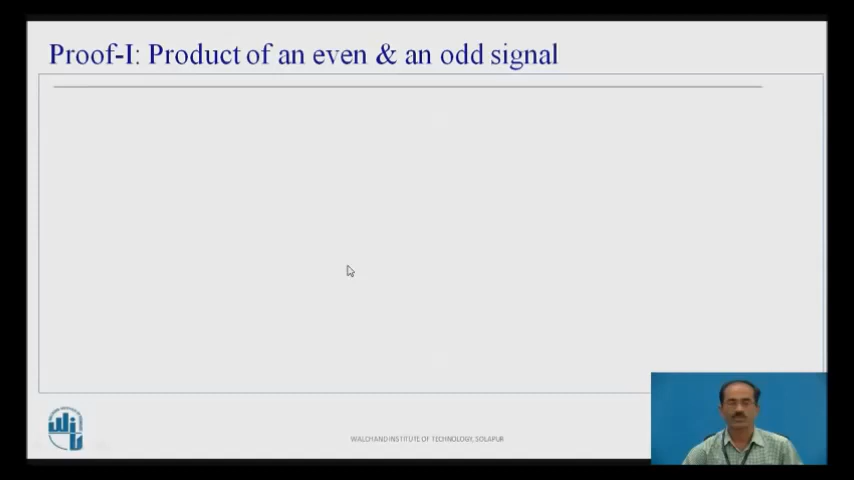 Proof-I: Product of an even & an odd signal
WALCHAND INSTITUTE OF TECHNOLOGY, SOLAPUR